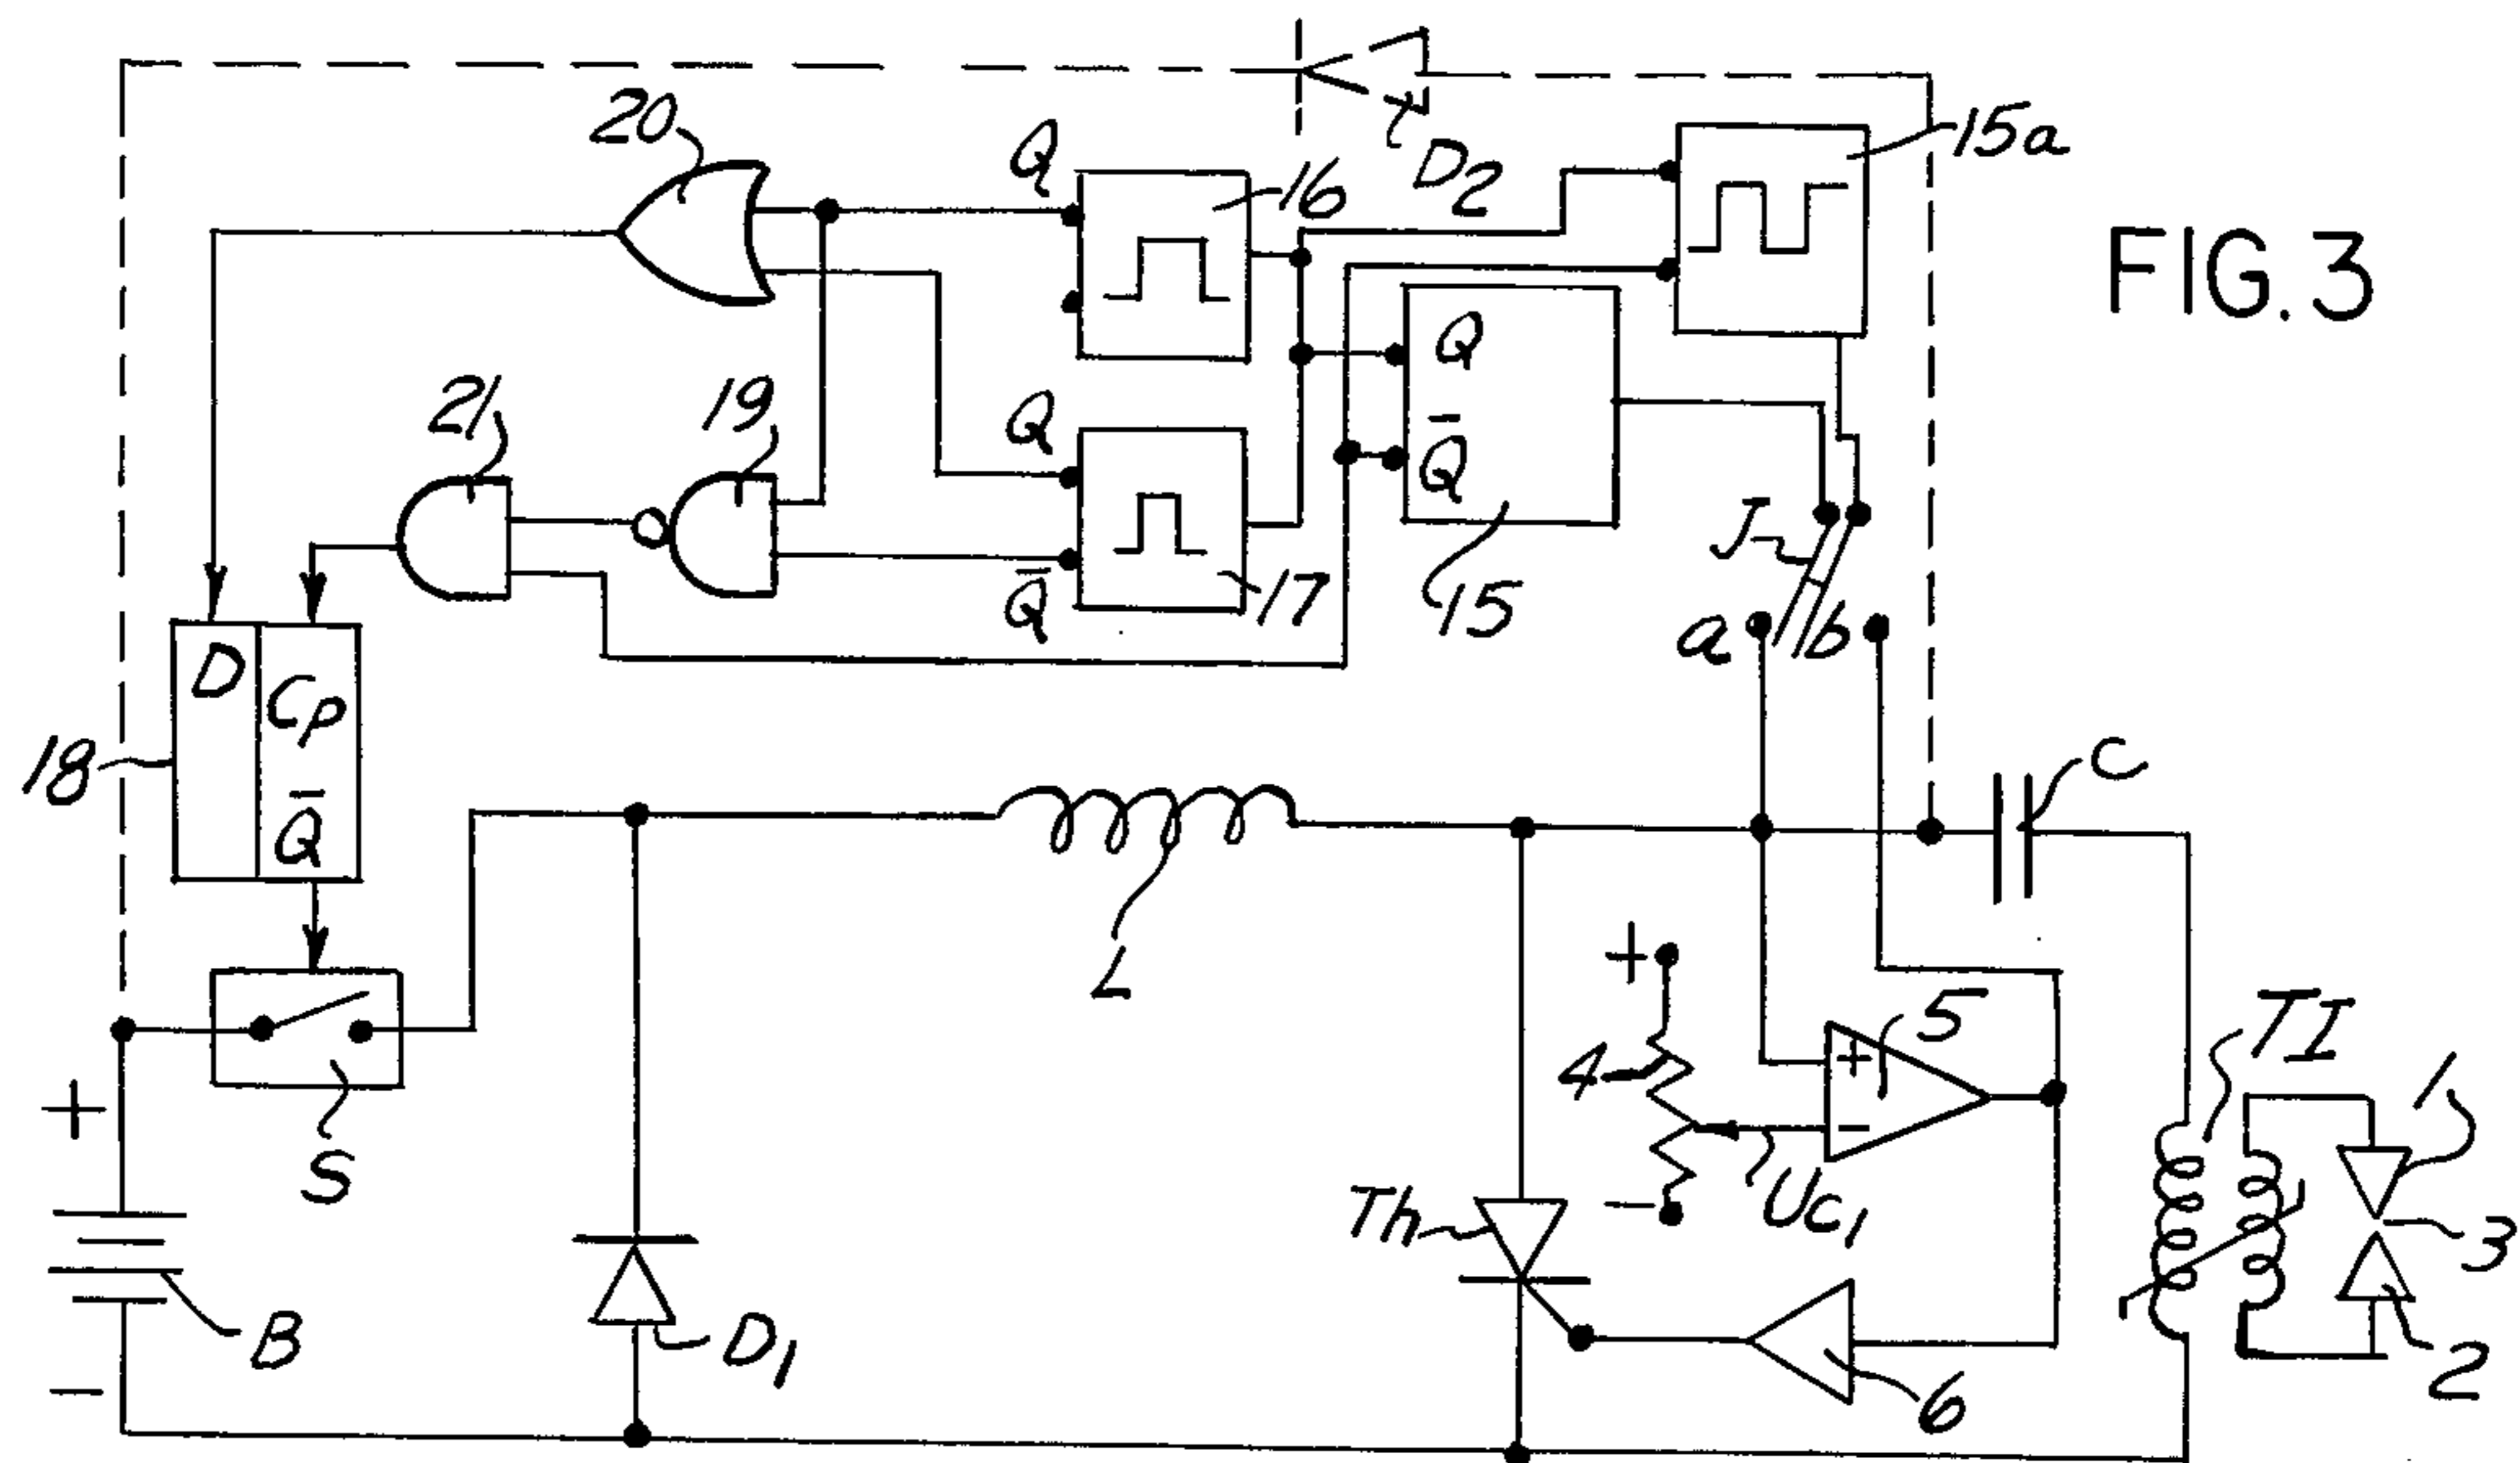 20
Q
16
D2
15a
FIG. 3
Q
21
19
Q
Q̄
J
Q̄
17
15
a
b
D
Cp
18
Q̄
C
L
+
5
TI
4
+
1
+
S
−
Uc1
−
Th
3
B
D1
6
2
−